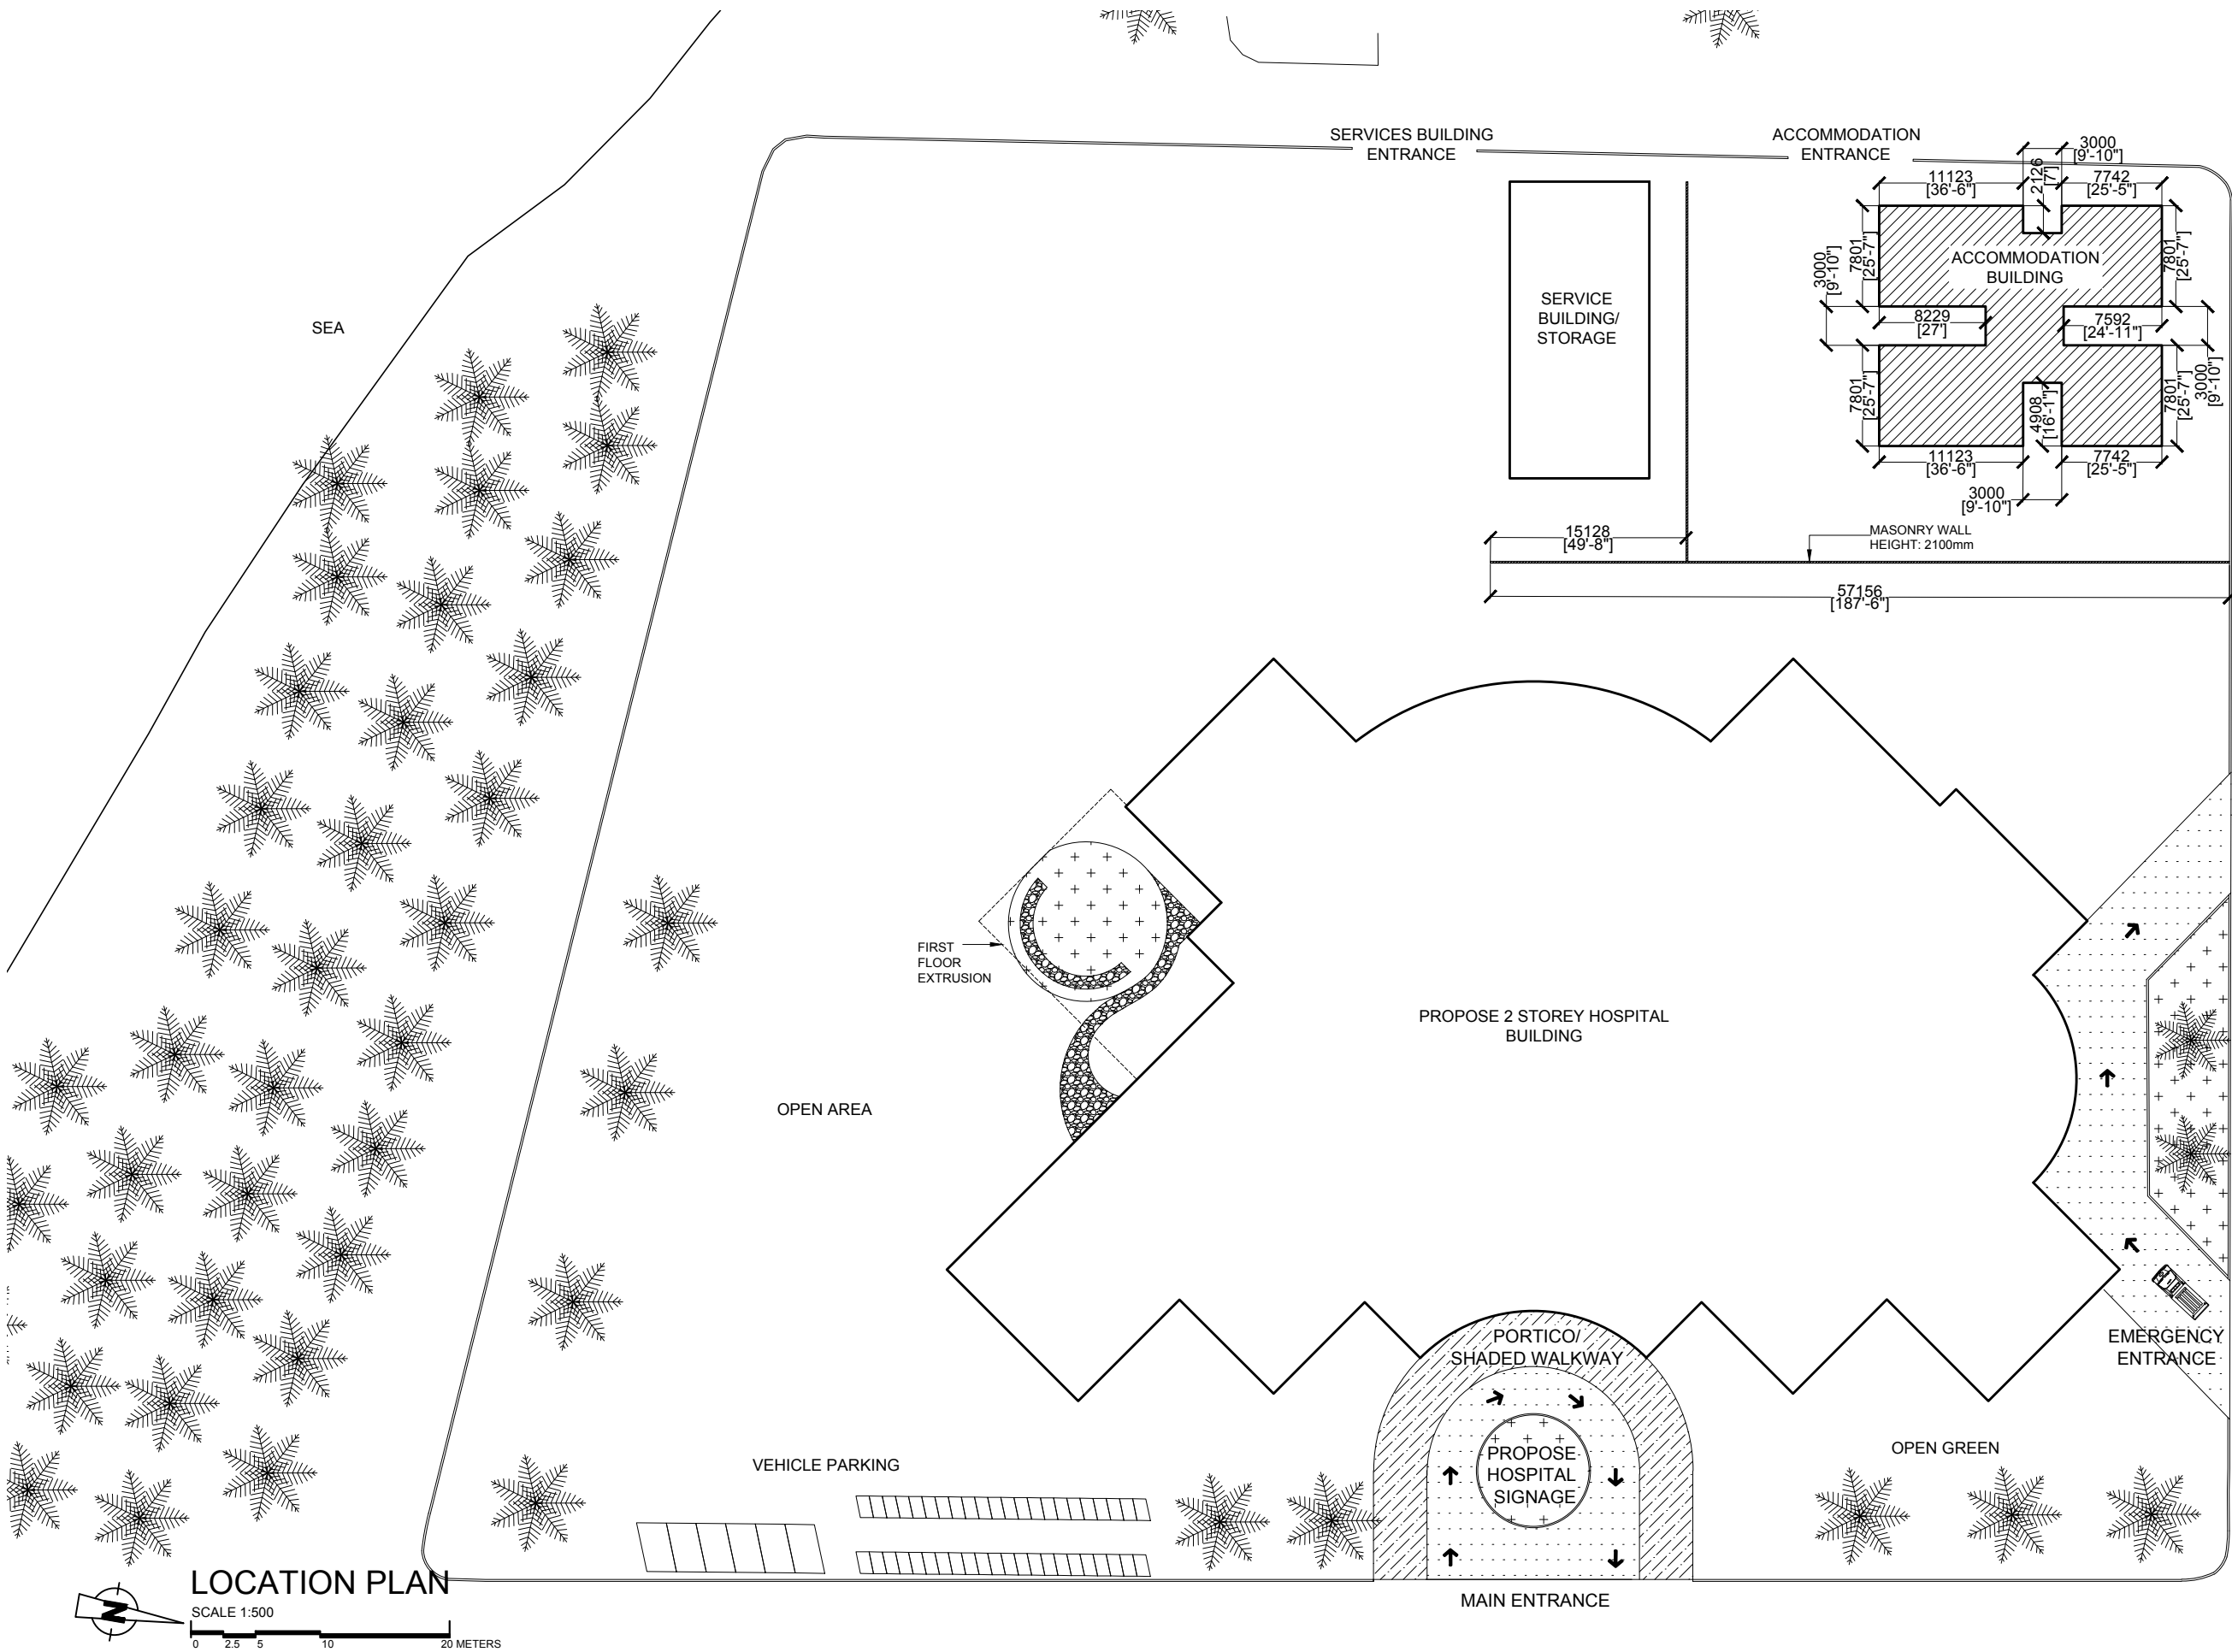 SERVICES BUILDING
ENTRANCE
ACCOMMODATION
ENTRANCE
3000
[9'-10"]
2126
[7']
11123
[36'-6"]
7742
[25'-5"]
7801
[25'-7"]
3000
[9'-10"]
7801
[25'-7"]
ACCOMMODATION
BUILDING
SERVICE
BUILDING/
STORAGE
SEA
8229
[27']
7592
[24'-11"]
7801
[25'-7"]
4908
[16'-1"]
7801
[25'-7"]
3000
[9'-10"]
11123
[36'-6"]
7742
[25'-5"]
3000
[9'-10"]
15128
[49'-8"]
MASONRY WALL
HEIGHT: 2100mm
57156
[187'-6"]
FIRST
FLOOR
EXTRUSION
PROPOSE 2 STOREY HOSPITAL
BUILDING
OPEN AREA
PORTICO/
SHADED WALKWAY
EMERGENCY
ENTRANCE
VEHICLE PARKING
PROPOSE
HOSPITAL
SIGNAGE
OPEN GREEN
MAIN ENTRANCE
N
LOCATION PLAN
SCALE 1:500
0 2.5 5 10 20 METERS